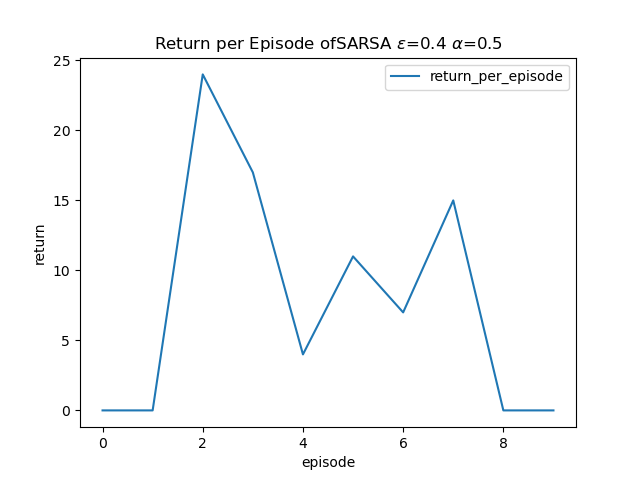 Return per Episode ofSARSA ε=0.4 α=0.5
return_per_episode
25
20
15
10
5
0
return
0 2 4 6 8
episode